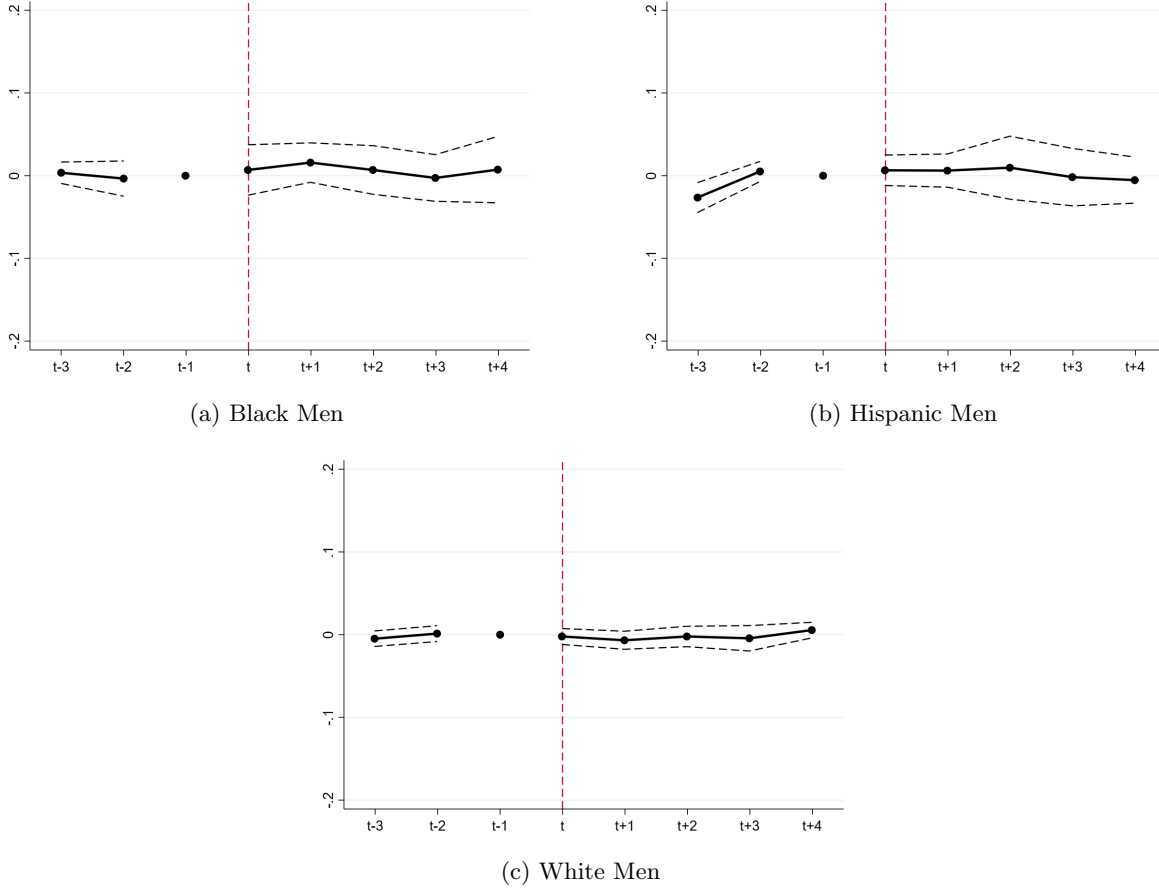 .2
.1
0
-.1
-.2
t-3 t-2 t-1 t t+1 t+2 t+3 t+4
(a) Black Men
.2
.1
0
-.1
-.2
t-3 t-2 t-1 t t+1 t+2 t+3 t+4
(b) Hispanic Men
.2
.1
0
-.1
-.2
t-3 t-2 t-1 t t+1 t+2 t+3 t+4
(c) White Men